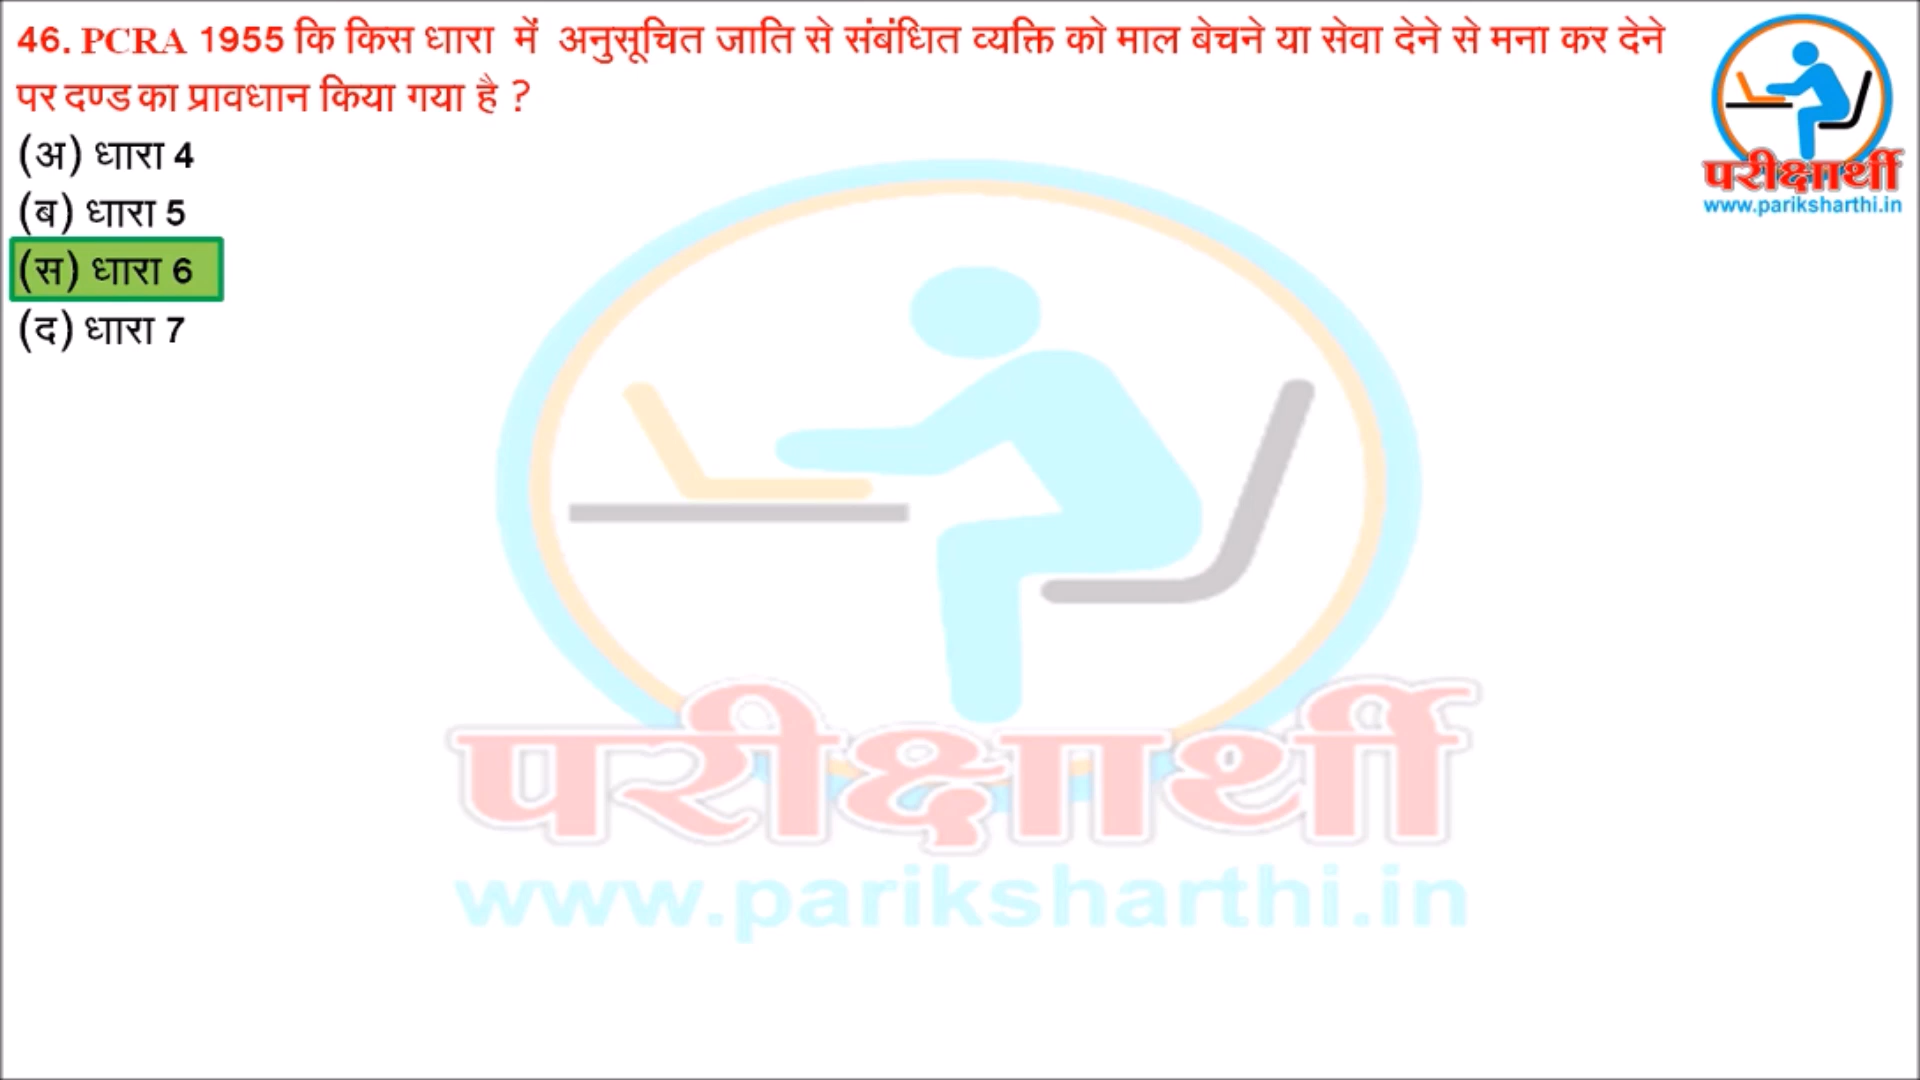 46. PCRA 1955 कि किस धारा में अनुसूचित जाति से संबंधित व्यक्ति को माल बेचने या सेवा देने से मना कर देने
पर दण्ड का प्रावधान किया गया है ?
(अ) धारा 4
(ब) धारा 5
(स) धारा 6
(द) धारा 7
परीक्षार्थी
www.pariksharthi.in
परीक्षार्थी
www.pariksharthi.in